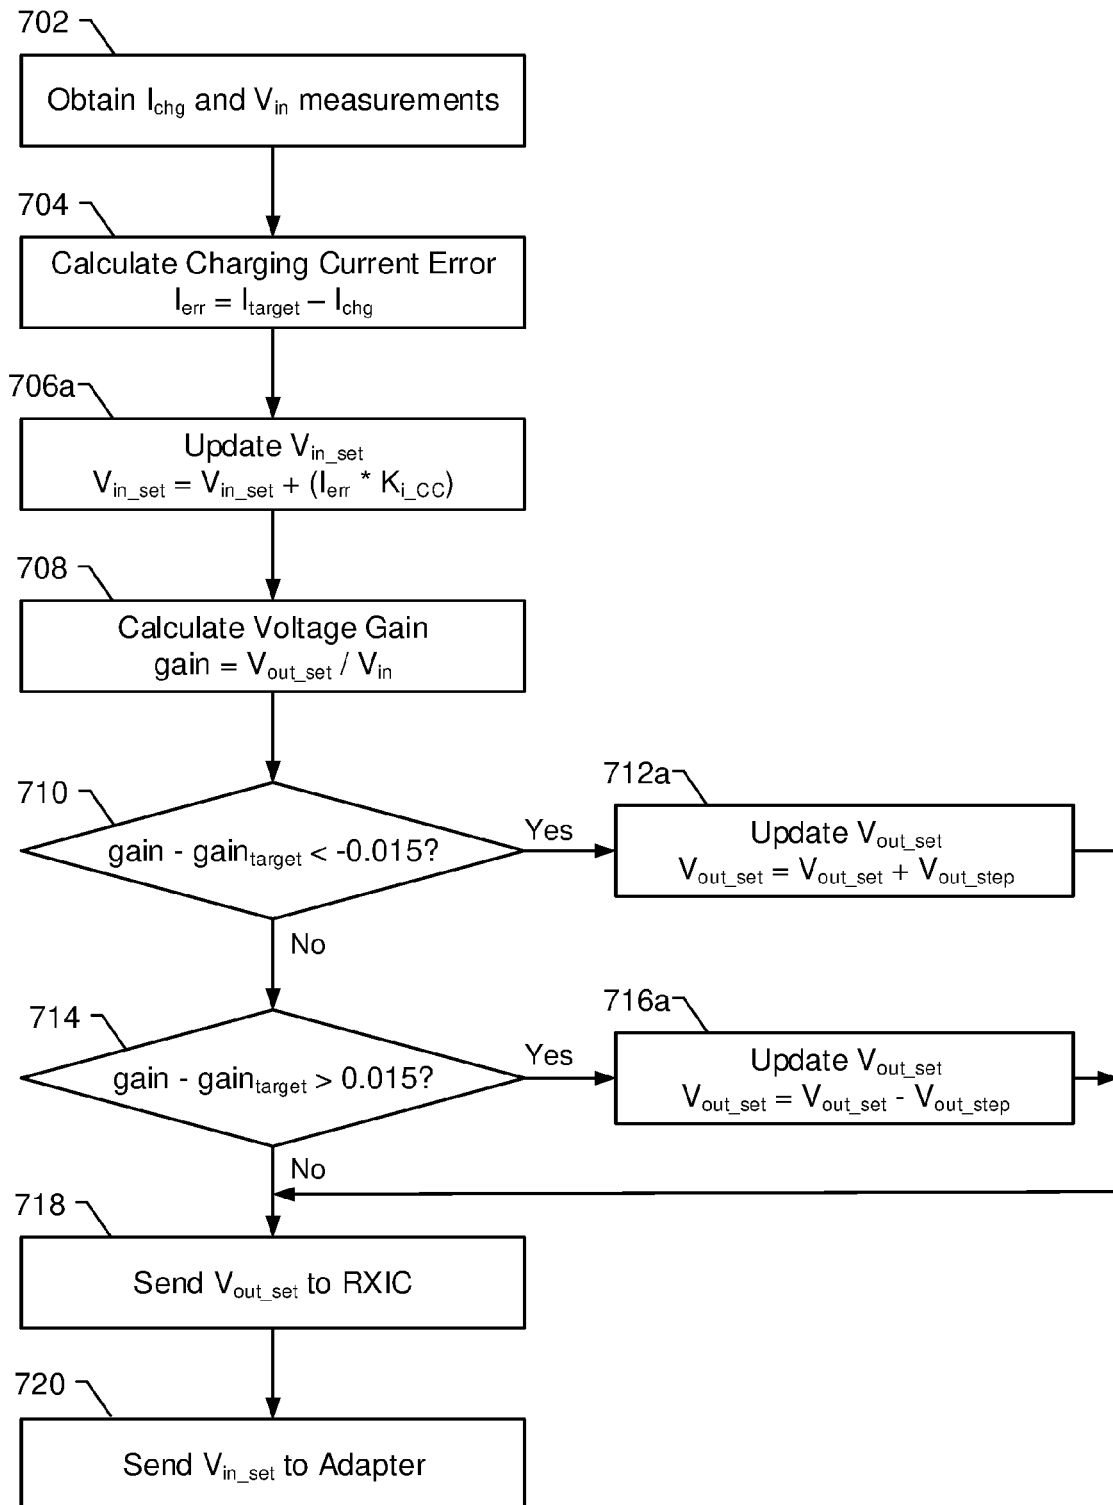 702
Obtain I_chg and V_in measurements
704
Calculate Charging Current Error
I_err = I_target – I_chg
706a
Update V_in_set
V_in_set = V_in_set + (I_err * K_i_CC)
708
Calculate Voltage Gain
gain = V_out_set / V_in
710
gain - gain_target < -0.015?
Yes
712a
Update V_out_set
V_out_set = V_out_set + V_out_step
No
714
gain - gain_target > 0.015?
Yes
716a
Update V_out_set
V_out_set = V_out_set - V_out_step
No
718
Send V_out_set to RXIC
720
Send V_in_set to Adapter